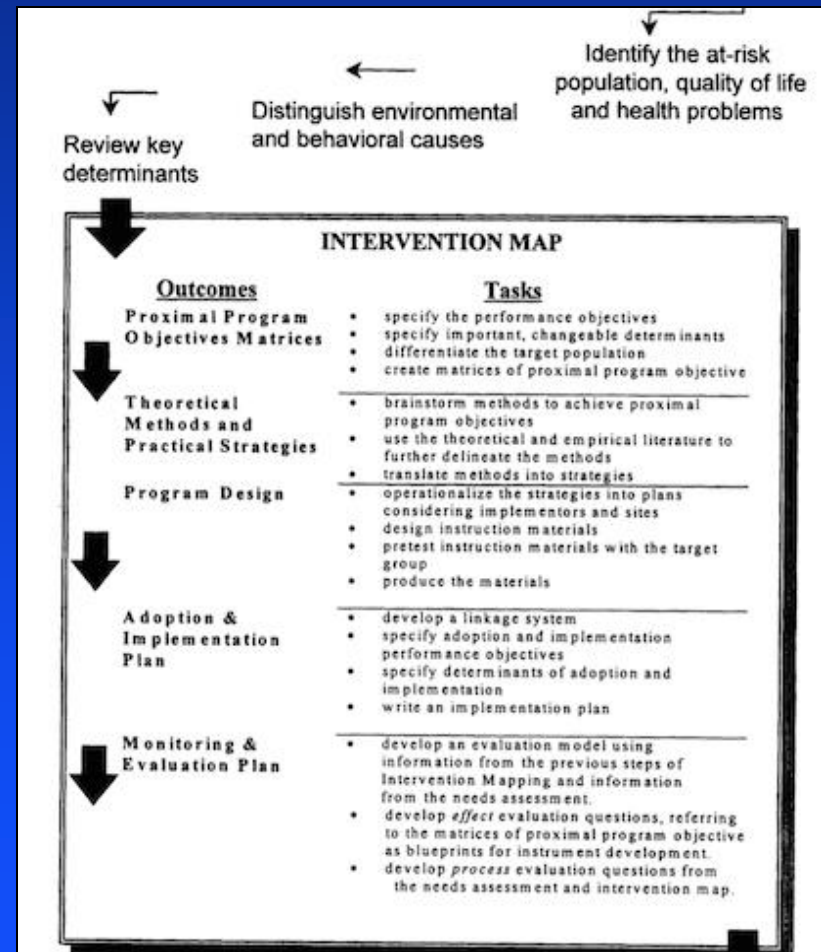 Identify the at-risk
population, quality of life
and health problems
Distinguish environmental
and behavioral causes
Review key
determinants
INTERVENTION MAP
Outcomes
Tasks
Proximal Program
Objectives Matrices
• specify the performance objectives
• specify important, changeable determinants
• differentiate the target population
• create matrices of proximal program objective
Theoretical
Methods and
Practical Strategies
• brainstorm methods to achieve proximal
program objectives
• use the theoretical and empirical literature to
further delineate the methods
• translate methods into strategies
Program Design
• operationalize the strategies into plans
considering implementors and sites
• design instruction materials
• pretest instruction materials with the target
group
• produce the materials
Adoption &
Implementation
Plan
• develop a linkage system
• specify adoption and implementation
performance objectives
• specify determinants of adoption and
implementation
• write an implementation plan
Monitoring &
Evaluation Plan
• develop an evaluation model using
information from the previous steps of
Intervention Mapping and information
from the needs assessment.
• develop effect evaluation questions, referring
to the matrices of proximal program objective
as blueprints for instrument development.
• develop process evaluation questions from
the needs assessment and intervention map.